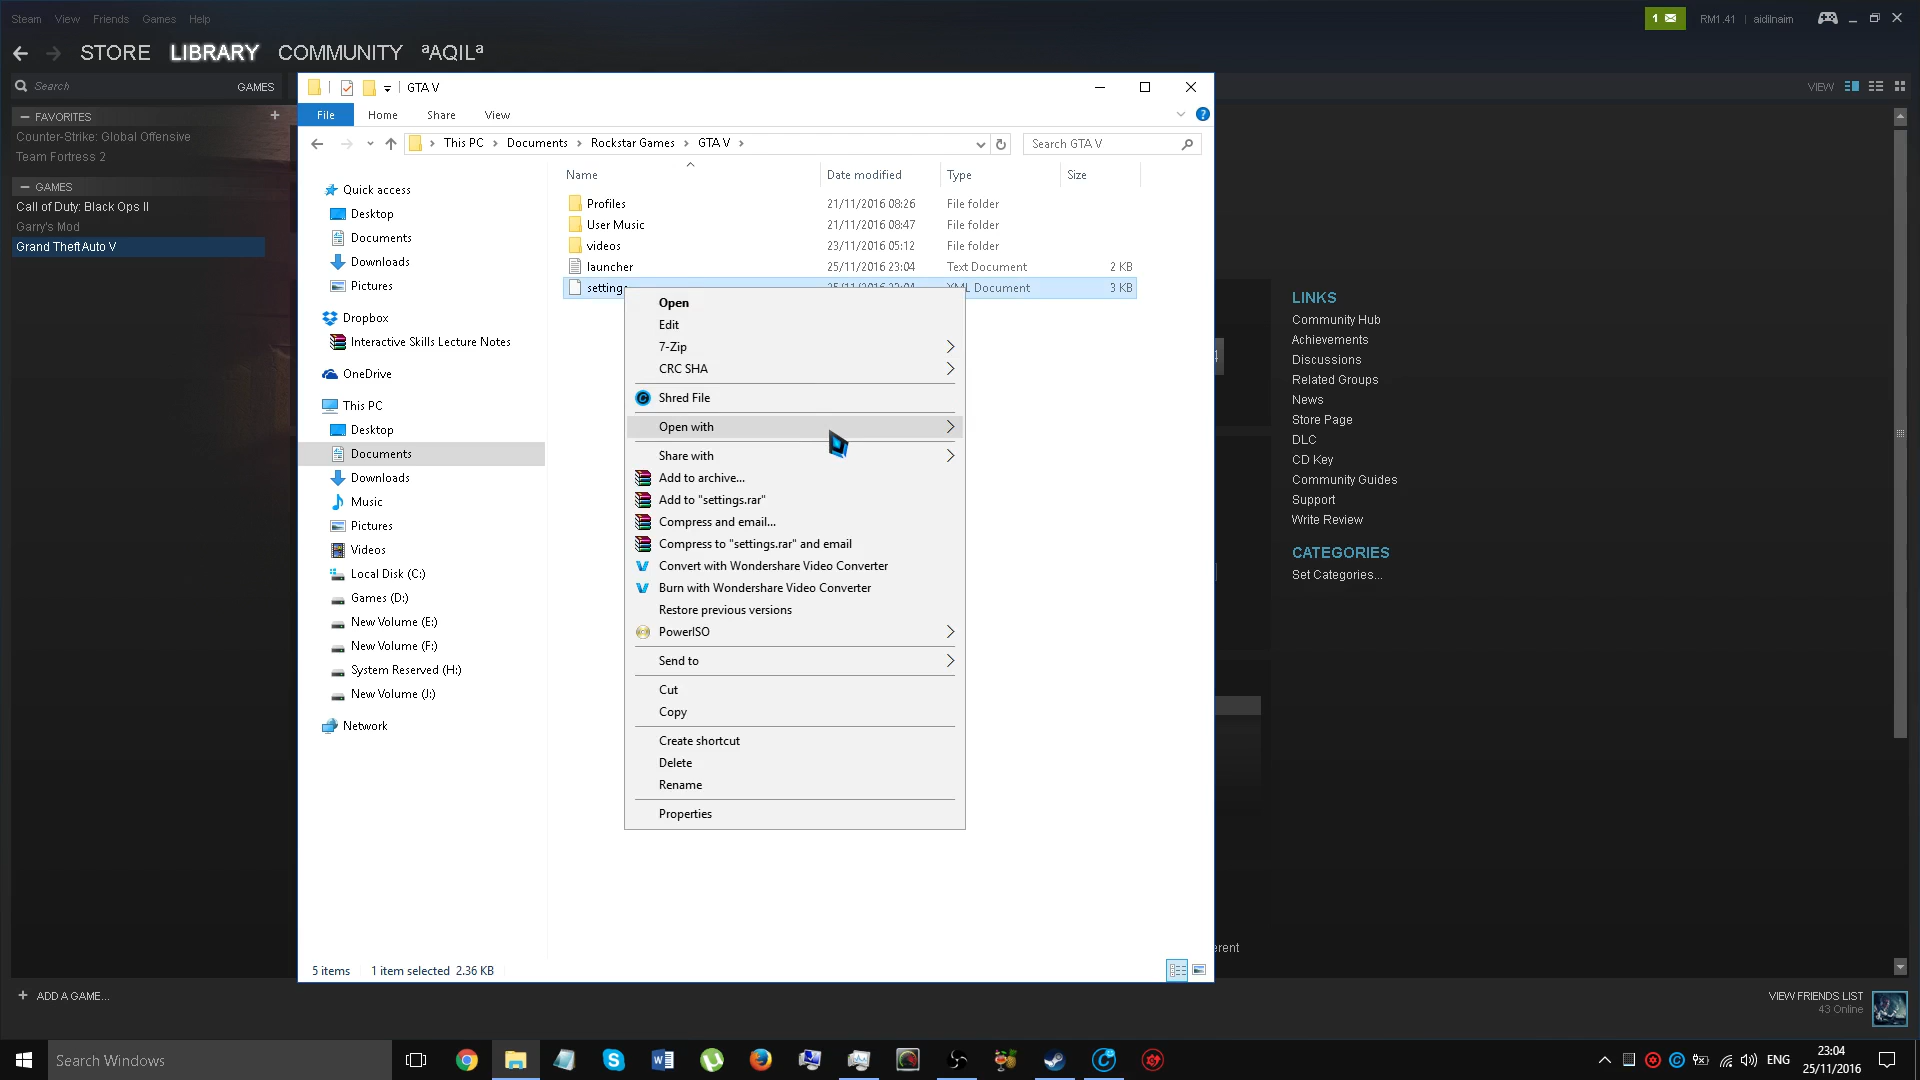 Steam View Friends Games Help
1 RM1.41 | aidilnaim
STORE LIBRARY COMMUNITY ªAQILª
Search GAMES
VIEW
FAVORITES +
Counter-Strike: Global Offensive
Team Fortress 2
GAMES
Call of Duty: Black Ops II
Garry's Mod
Grand Theft Auto V
GTA V
File Home Share View
This PC > Documents > Rockstar Games > GTA V >
Search GTA V
Name Date modified Type Size
Profiles 21/11/2016 08:26 File folder
User Music 21/11/2016 08:47 File folder
videos 23/11/2016 05:12 File folder
launcher 25/11/2016 23:04 Text Document 2 KB
setting 25/11/2016 23:04 XML Document 3 KB
Quick access
Desktop
Documents
Downloads
Pictures
Dropbox
Interactive Skills Lecture Notes
OneDrive
This PC
Desktop
Documents
Downloads
Music
Pictures
Videos
Local Disk (C:)
Games (D:)
New Volume (E:)
New Volume (F:)
System Reserved (H:)
New Volume (J:)
Network
Open
Edit
7-Zip
CRC SHA
Shred File
Open with
Share with
Add to archive...
Add to "settings.rar"
Compress and email...
Compress to "settings.rar" and email
Convert with Wondershare Video Converter
Burn with Wondershare Video Converter
Restore previous versions
PowerISO
Send to
Cut
Copy
Create shortcut
Delete
Rename
Properties
5 items 1 item selected 2.36 KB
LINKS
Community Hub
Achievements
Discussions
Related Groups
News
Store Page
DLC
CD Key
Community Guides
Support
Write Review
CATEGORIES
Set Categories...
erent
+ ADD A GAME...
VIEW FRIENDS LIST
43 Online
Search Windows
ENG
23:04
25/11/2016